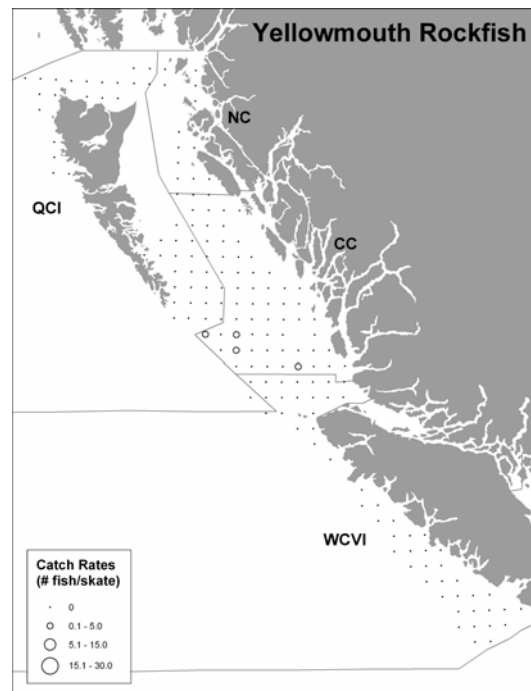 Yellowmouth Rockfish
NC
QCI
CC
WCVI
Catch Rates
(# fish/skate)
0
0.1 - 5.0
5.1 - 15.0
15.1 - 30.0